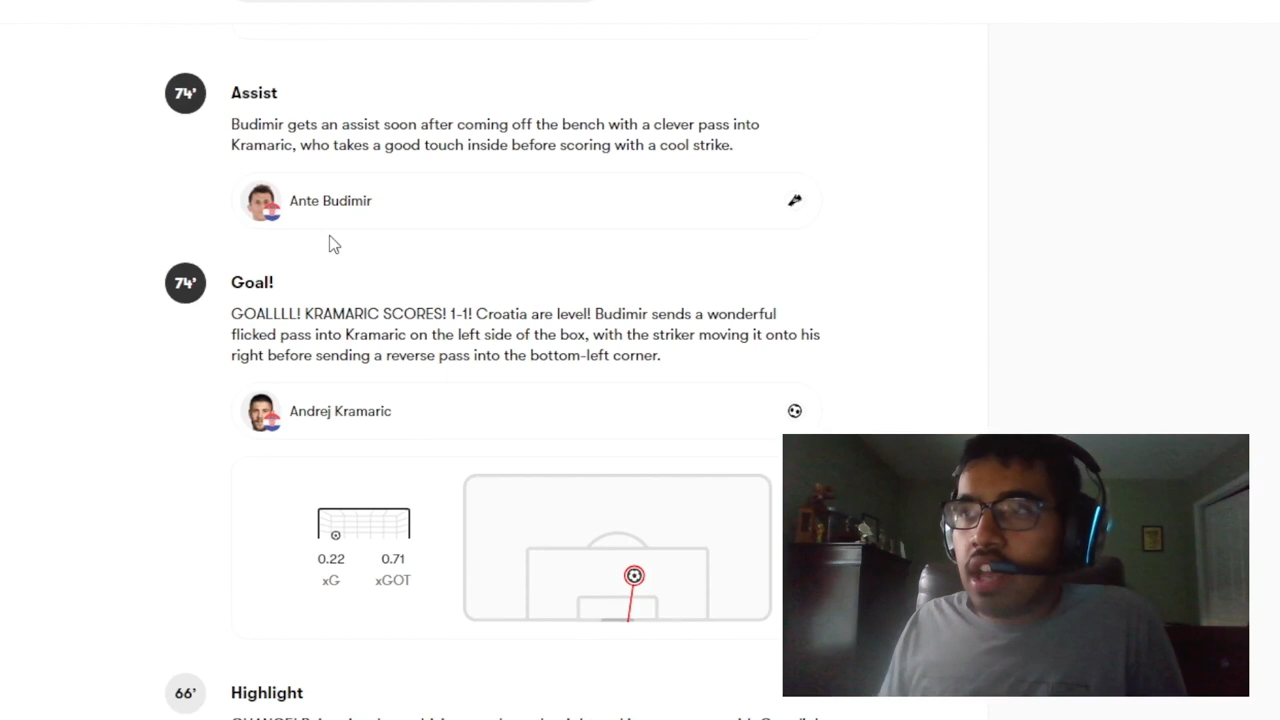 74'
Assist
Budimir gets an assist soon after coming off the bench with a clever pass into
Kramaric, who takes a good touch inside before scoring with a cool strike.
Ante Budimir
74'
Goal!
GOALLLL! KRAMARIC SCORES! 1-1! Croatia are level! Budimir sends a wonderful
flicked pass into Kramaric on the left side of the box, with the striker moving it onto his
right before sending a reverse pass into the bottom-left corner.
Andrej Kramaric
0.22 0.71
xG xGOT
66'
Highlight